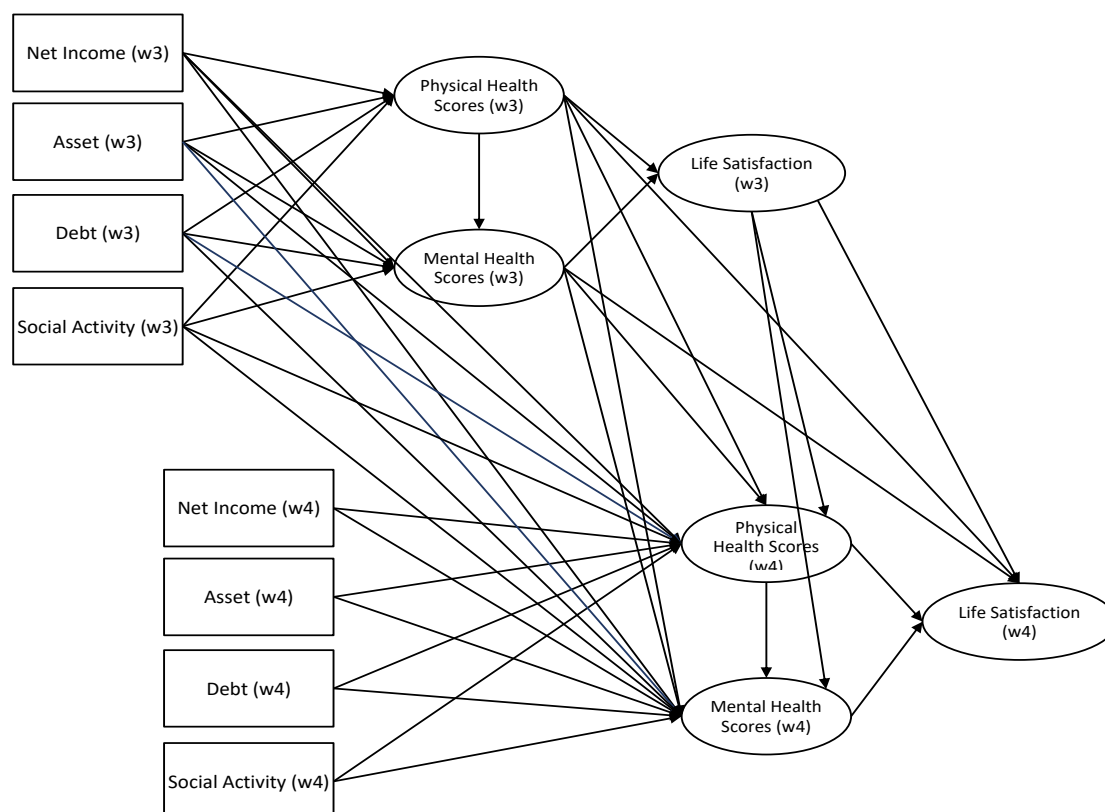 Net Income (w3)
Asset (w3)
Debt (w3)
Social Activity (w3)
Physical Health
Scores (w3)
Mental Health
Scores (w3)
Life Satisfaction
(w3)
Net Income (w4)
Asset (w4)
Debt (w4)
Social Activity (w4)
Physical
Health Scores
(w4)
Mental Health
Scores (w4)
Life Satisfaction
(w4)